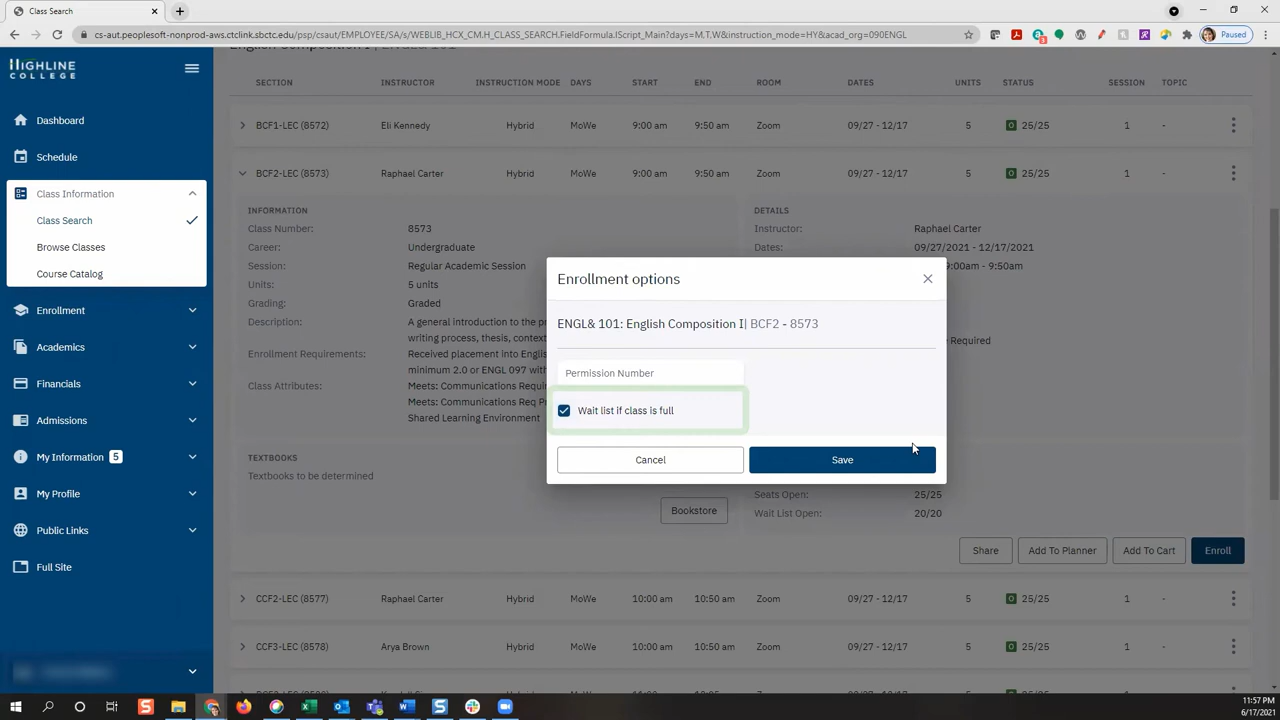 Class Search
cs-aut.peoplesoft-nonprod-aws.ctclink.sbctc.edu/psp/csaut/EMPLOYEE/SA/s/WEBLIB_HCX_CM.H_CLASS_SEARCH.FieldFormula.IScript_Main?days=M.T.W&instruction_mode=HY&acad_org=090ENGL
Paused
HIGHLINE
COLLEGE
Dashboard
Schedule
Class Information
Class Search
Browse Classes
Course Catalog
Enrollment
Academics
Financials
Admissions
My Information 5
My Profile
Public Links
Full Site
English Composition I | ENGL& 101
SECTION INSTRUCTOR INSTRUCTION MODE DAYS START END ROOM DATES UNITS STATUS SESSION TOPIC
BCF1-LEC (8572) Eli Kennedy Hybrid MoWe 9:00 am 9:50 am Zoom 09/27 - 12/17 5 O 25/25 1 -
BCF2-LEC (8573) Raphael Carter Hybrid MoWe 9:00 am 9:50 am Zoom 09/27 - 12/17 5 O 25/25 1 -
INFORMATION
Class Number: 8573
Career: Undergraduate
Session: Regular Academic Session
Units: 5 units
Grading: Graded
Description: A general introduction to the pr
writing process, thesis, context
Enrollment Requirements: Received placement into Englis
minimum 2.0 or ENGL 097 with
Class Attributes: Meets: Communications Requir
Meets: Communications Req Pr
Shared Learning Environment
DETAILS
Instructor: Raphael Carter
Dates: 09/27/2021 - 12/17/2021
9:00am - 9:50am
Required
TEXTBOOKS
Textbooks to be determined
Bookstore
Seats Open: 25/25
Wait List Open: 20/20
Share Add To Planner Add To Cart Enroll
Enrollment options
ENGL& 101: English Composition I| BCF2 - 8573
Permission Number
Wait list if class is full
Cancel Save
CCF2-LEC (8577) Raphael Carter Hybrid MoWe 10:00 am 10:50 am Zoom 09/27 - 12/17 5 O 25/25 1 -
CCF3-LEC (8578) Arya Brown Hybrid MoWe 10:00 am 10:50 am Zoom 09/27 - 12/17 5 O 25/25 1 -
11:57 PM
6/17/2021